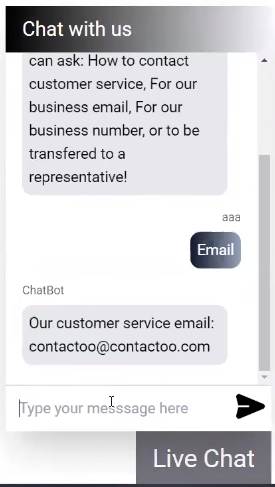 Chat with us
can ask: How to contact
customer service, For our
business email, For our
business number, or to be
transfered to a
representative!
aaa
Email
ChatBot
Our customer service email:
contactoo@contactoo.com
Type your messsage here
Live Chat